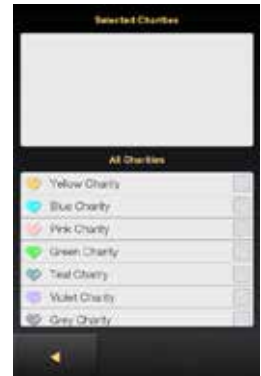 Selected Charities
All Charities
Yellow Charity
Blue Charity
Pink Charity
Green Charity
Teal Charity
Violet Charity
Grey Charity